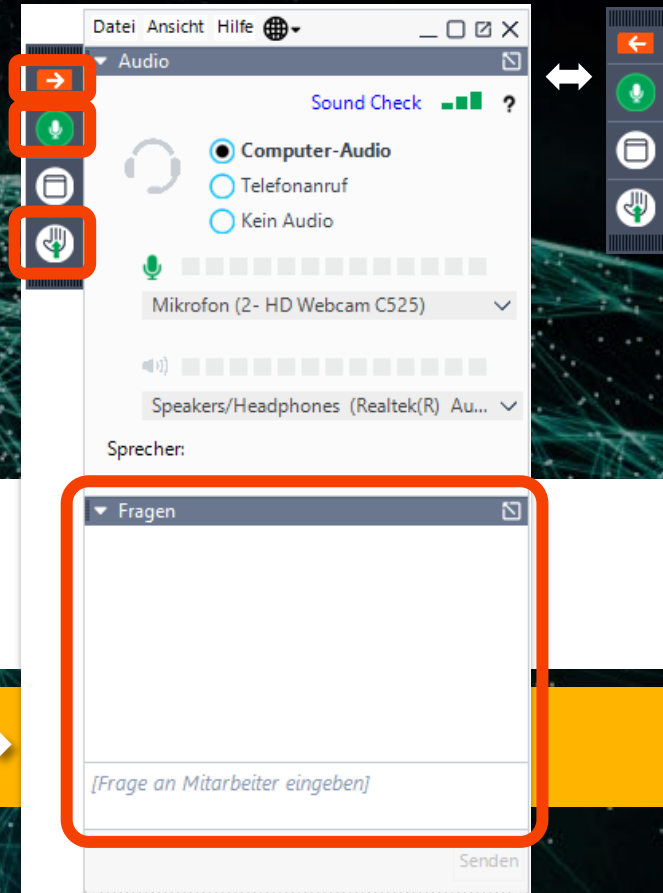 Datei Ansicht Hilfe
Audio
Sound Check ?
Computer-Audio
Telefonanruf
Kein Audio
Mikrofon (2- HD Webcam C525)
Speakers/Headphones (Realtek(R) Au...
Sprecher:
Fragen
[Frage an Mitarbeiter eingeben]
Senden